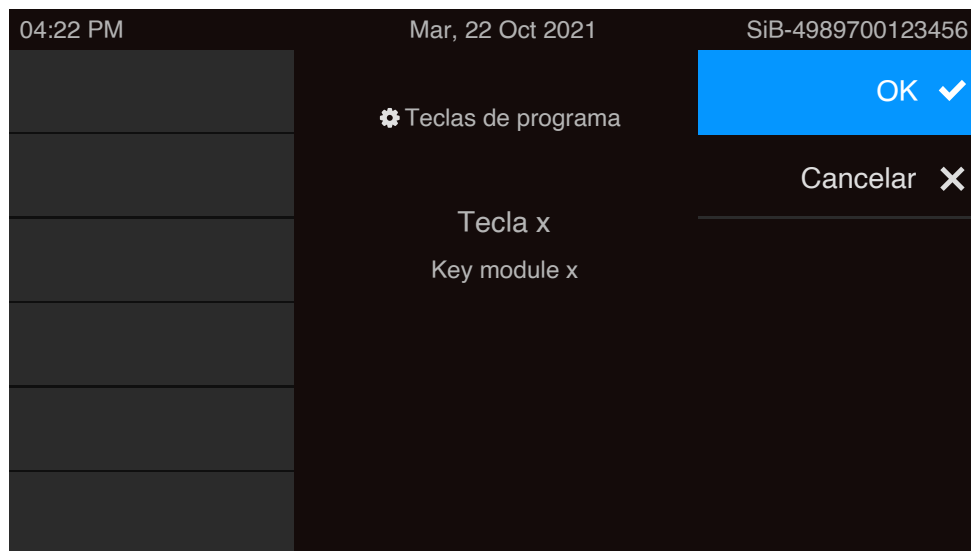 04:22 PM Mar, 22 Oct 2021 SiB-4989700123456
OK
Teclas de programa
Cancelar
Tecla x
Key module x